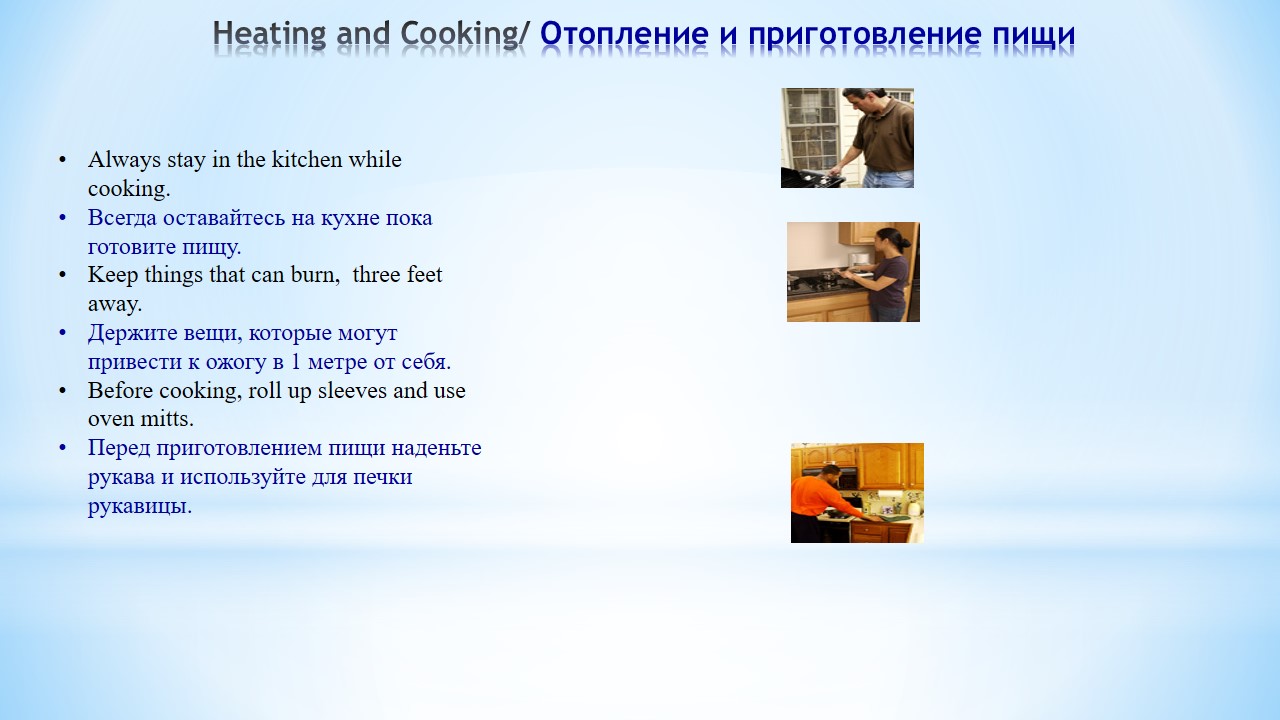 Heating and Cooking/ Отопление и приготовление пищи
• Always stay in the kitchen while
cooking.
• Всегда оставайтесь на кухне пока
готовите пищу.
• Keep things that can burn,  three feet
away.
• Держите вещи, которые могут
привести к ожогу в 1 метре от себя.
• Before cooking, roll up sleeves and use
oven mitts.
• Перед приготовлением пищи наденьте
рукава и используйте для печки
рукавицы.